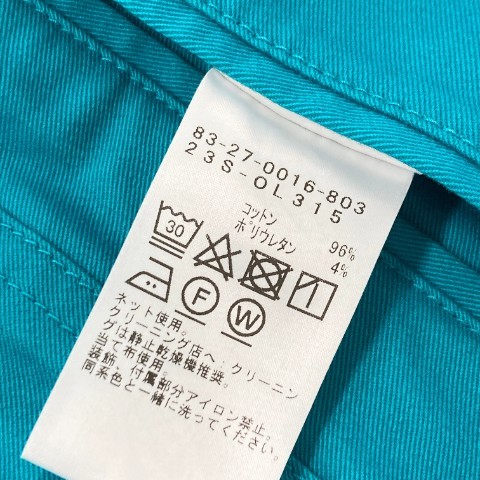 83-27-0016-803
23S-OL315
コットン 96%
ポリウレタン 4%
30
F
W
ネット使用。
クリーニング店へ、クリーニン
グは静止乾燥機推奨。
当て布使用。
装飾・付属部分アイロン禁止。
同系色と一緒に洗ってください。